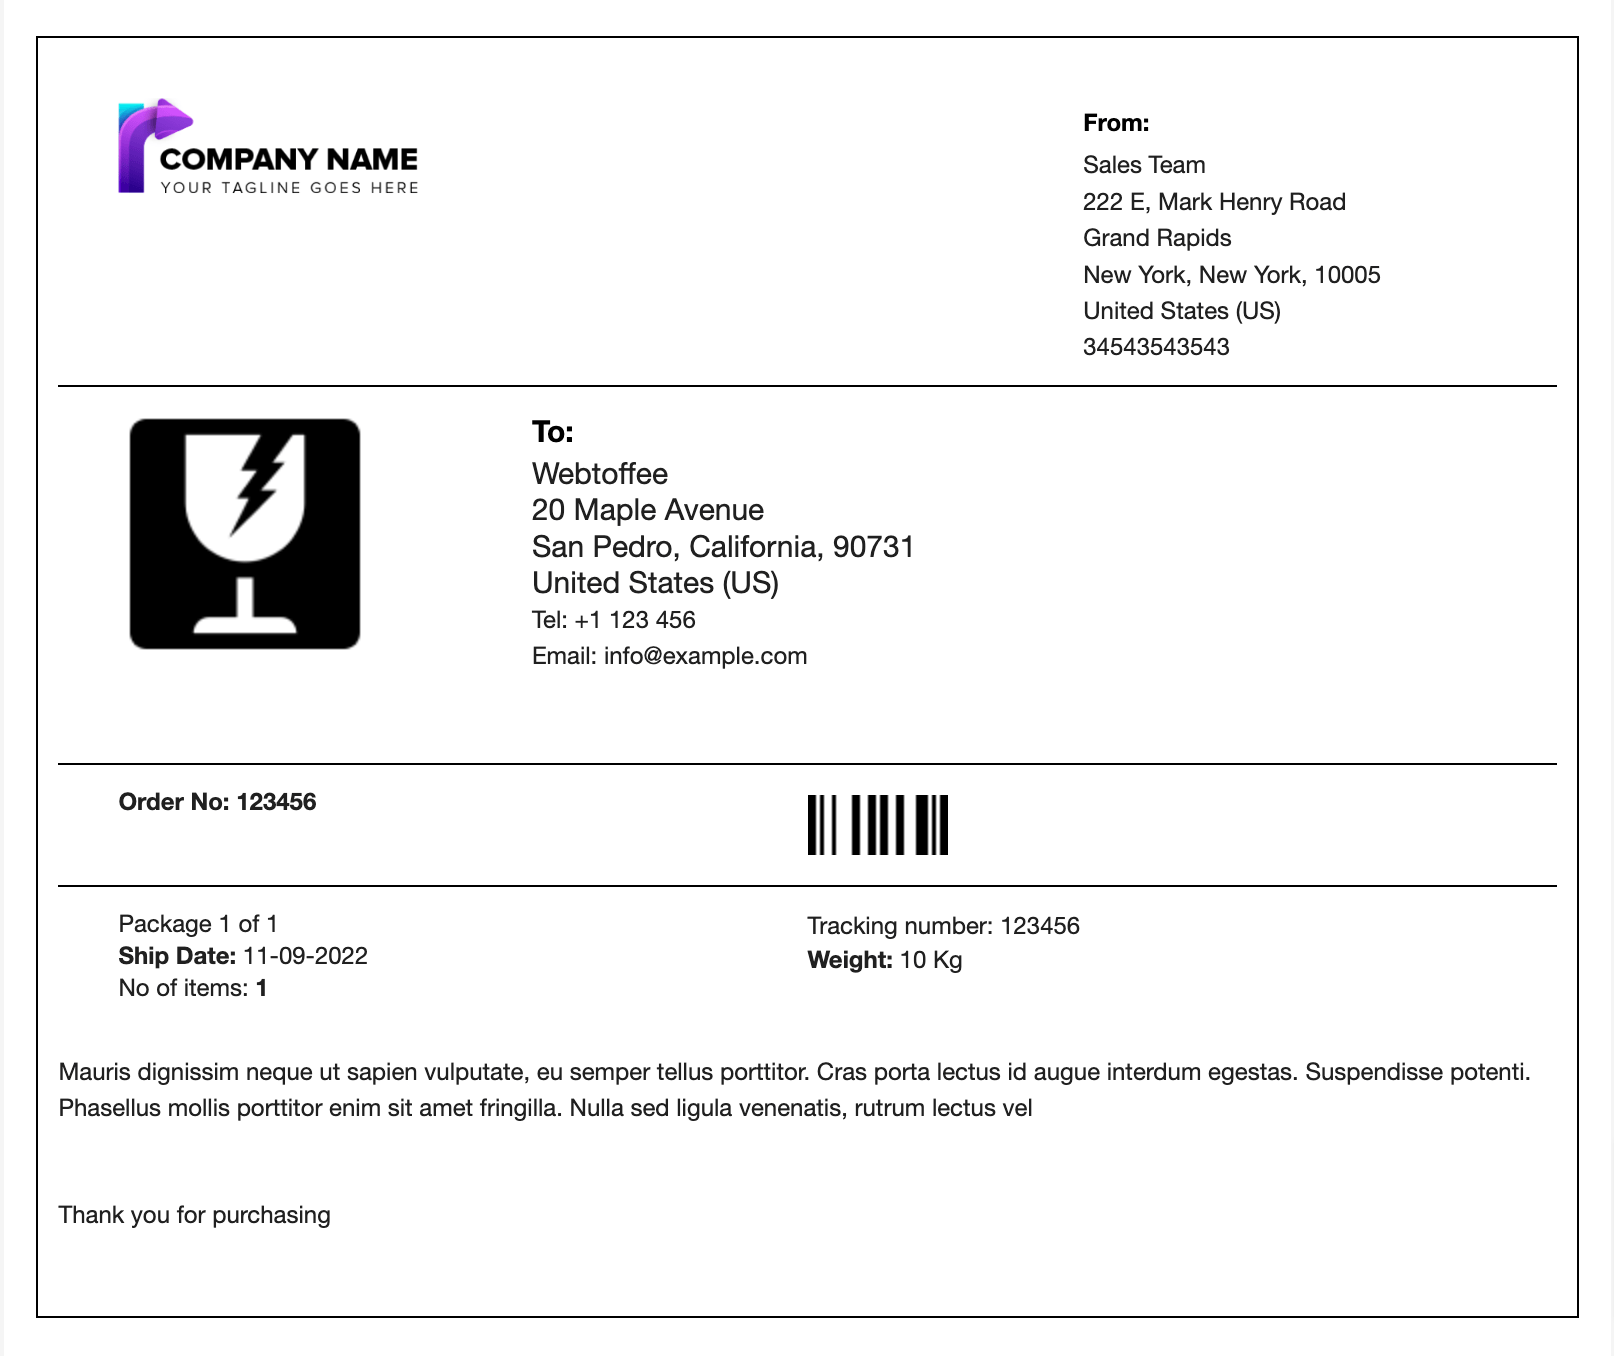 COMPANY NAME
YOUR TAGLINE GOES HERE
From:
Sales Team
222 E, Mark Henry Road
Grand Rapids
New York, New York, 10005
United States (US)
34543543543
To:
Webtoffee
20 Maple Avenue
San Pedro, California, 90731
United States (US)
Tel: +1 123 456
Email: info@example.com
Order No: 123456
Package 1 of 1
Ship Date: 11-09-2022
No of items: 1
Tracking number: 123456
Weight: 10 Kg
Mauris dignissim neque ut sapien vulputate, eu semper tellus porttitor. Cras porta lectus id augue interdum egestas. Suspendisse potenti.
Phasellus mollis porttitor enim sit amet fringilla. Nulla sed ligula venenatis, rutrum lectus vel
Thank you for purchasing